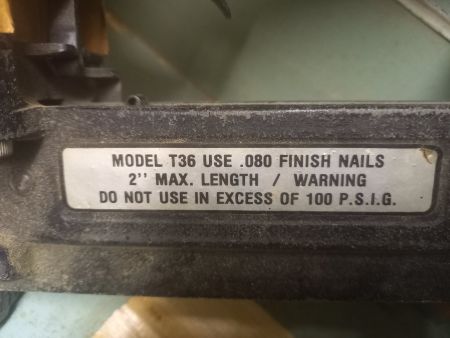 MODEL T36 USE .080 FINISH NAILS
2'' MAX. LENGTH / WARNING
DO NOT USE IN EXCESS OF 100 P.S.I.G.